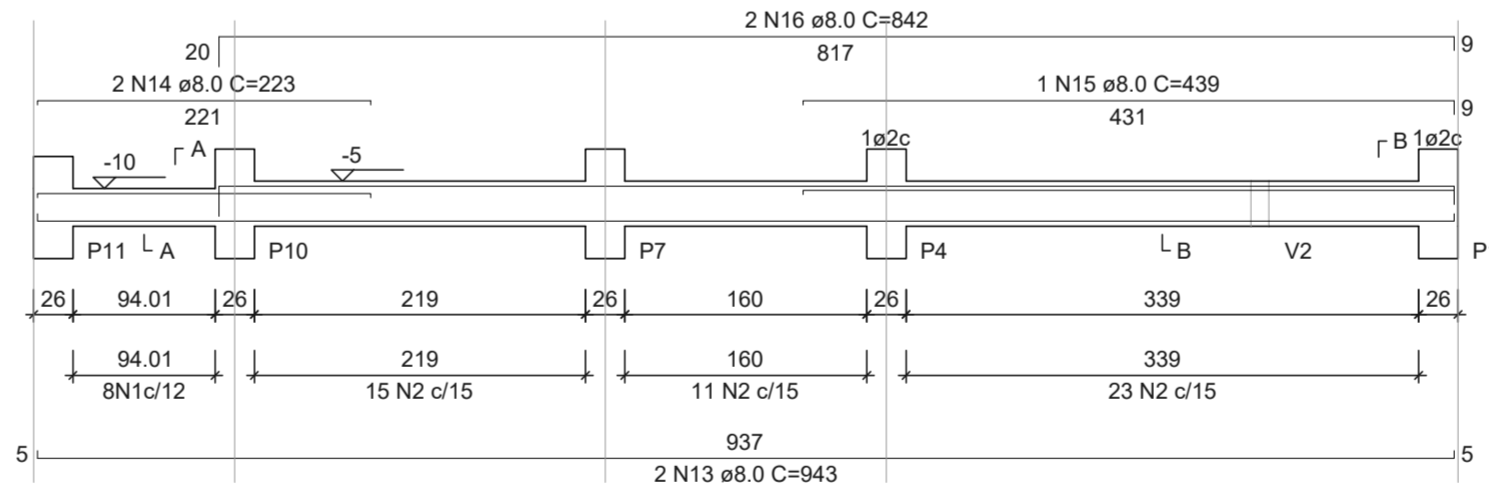 2 N16 ø8.0 C=842
20 817 9
2 N14 ø8.0 C=223 1 N15 ø8.0 C=439
221 431 9
A 1ø2c B 1ø2c
-10 -5
P11 A P10 P7 P4 B V2 P
26 94.01 26 219 26 160 26 339 26
94.01 219 160 339
8N1c/12 15 N2 c/15 11 N2 c/15 23 N2 c/15
5 937 5
2 N13 ø8.0 C=943